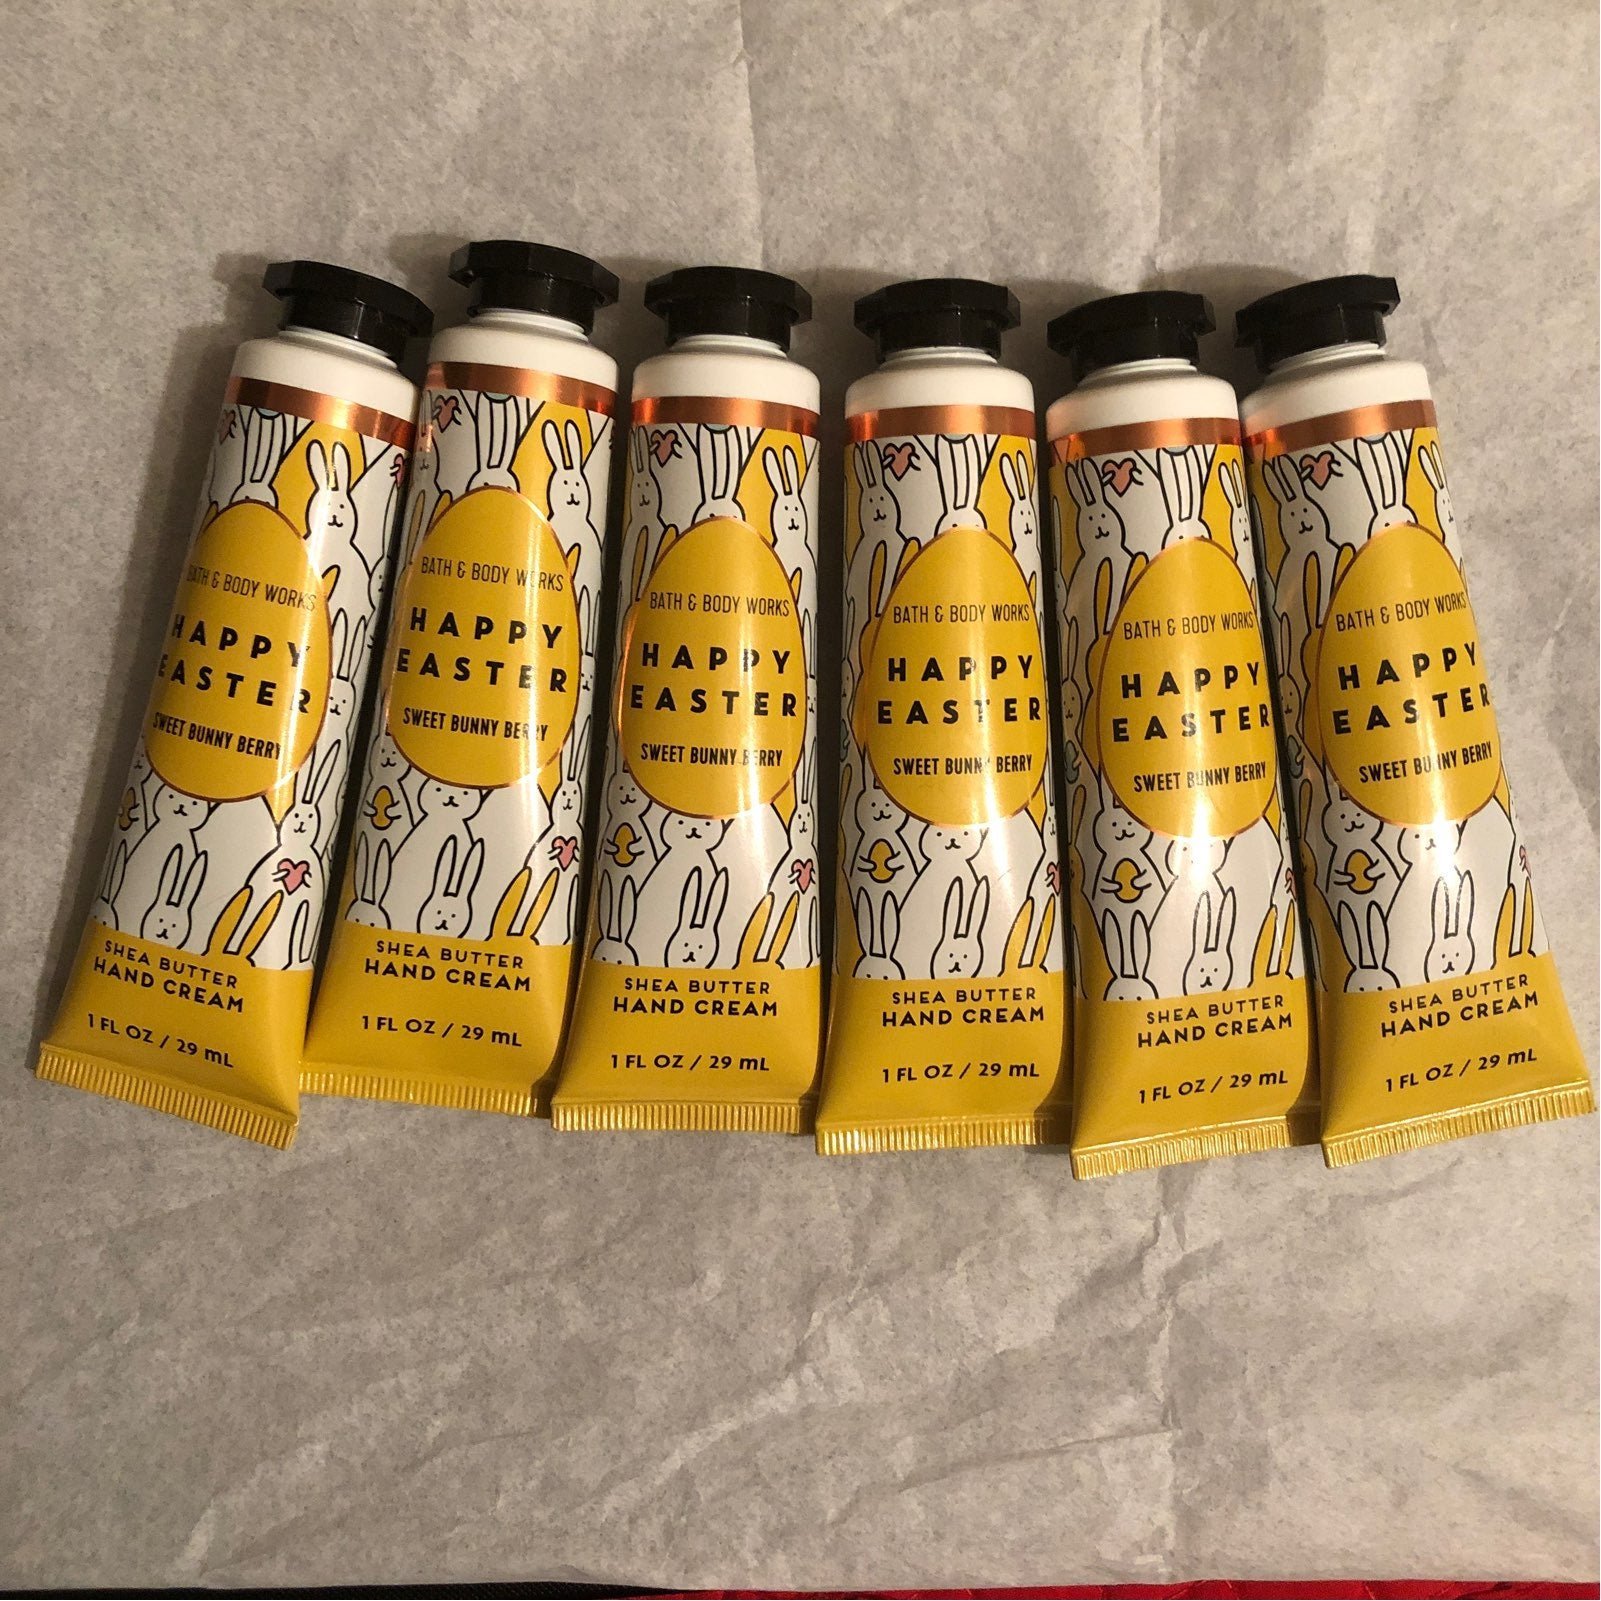 BATH & BODY WORKS
HAPPY
EASTER
SWEET BUNNY BERRY
SHEA BUTTER
HAND CREAM
1 FL OZ / 29 mL
BATH & BODY WORKS
HAPPY
EASTER
SWEET BUNNY BERRY
SHEA BUTTER
HAND CREAM
1 FL OZ / 29 mL
BATH & BODY WORKS
HAPPY
EASTER
SWEET BUNNY BERRY
SHEA BUTTER
HAND CREAM
1 FL OZ / 29 mL
BATH & BODY WORKS
HAPPY
EASTER
SWEET BUNNY BERRY
SHEA BUTTER
HAND CREAM
1 FL OZ / 29 mL
BATH & BODY WORKS
HAPPY
EASTER
SWEET BUNNY BERRY
SHEA BUTTER
HAND CREAM
1 FL OZ / 29 mL
BATH & BODY WORKS
HAPPY
EASTER
SWEET BUNNY BERRY
SHEA BUTTER
HAND CREAM
1 FL OZ / 29 mL